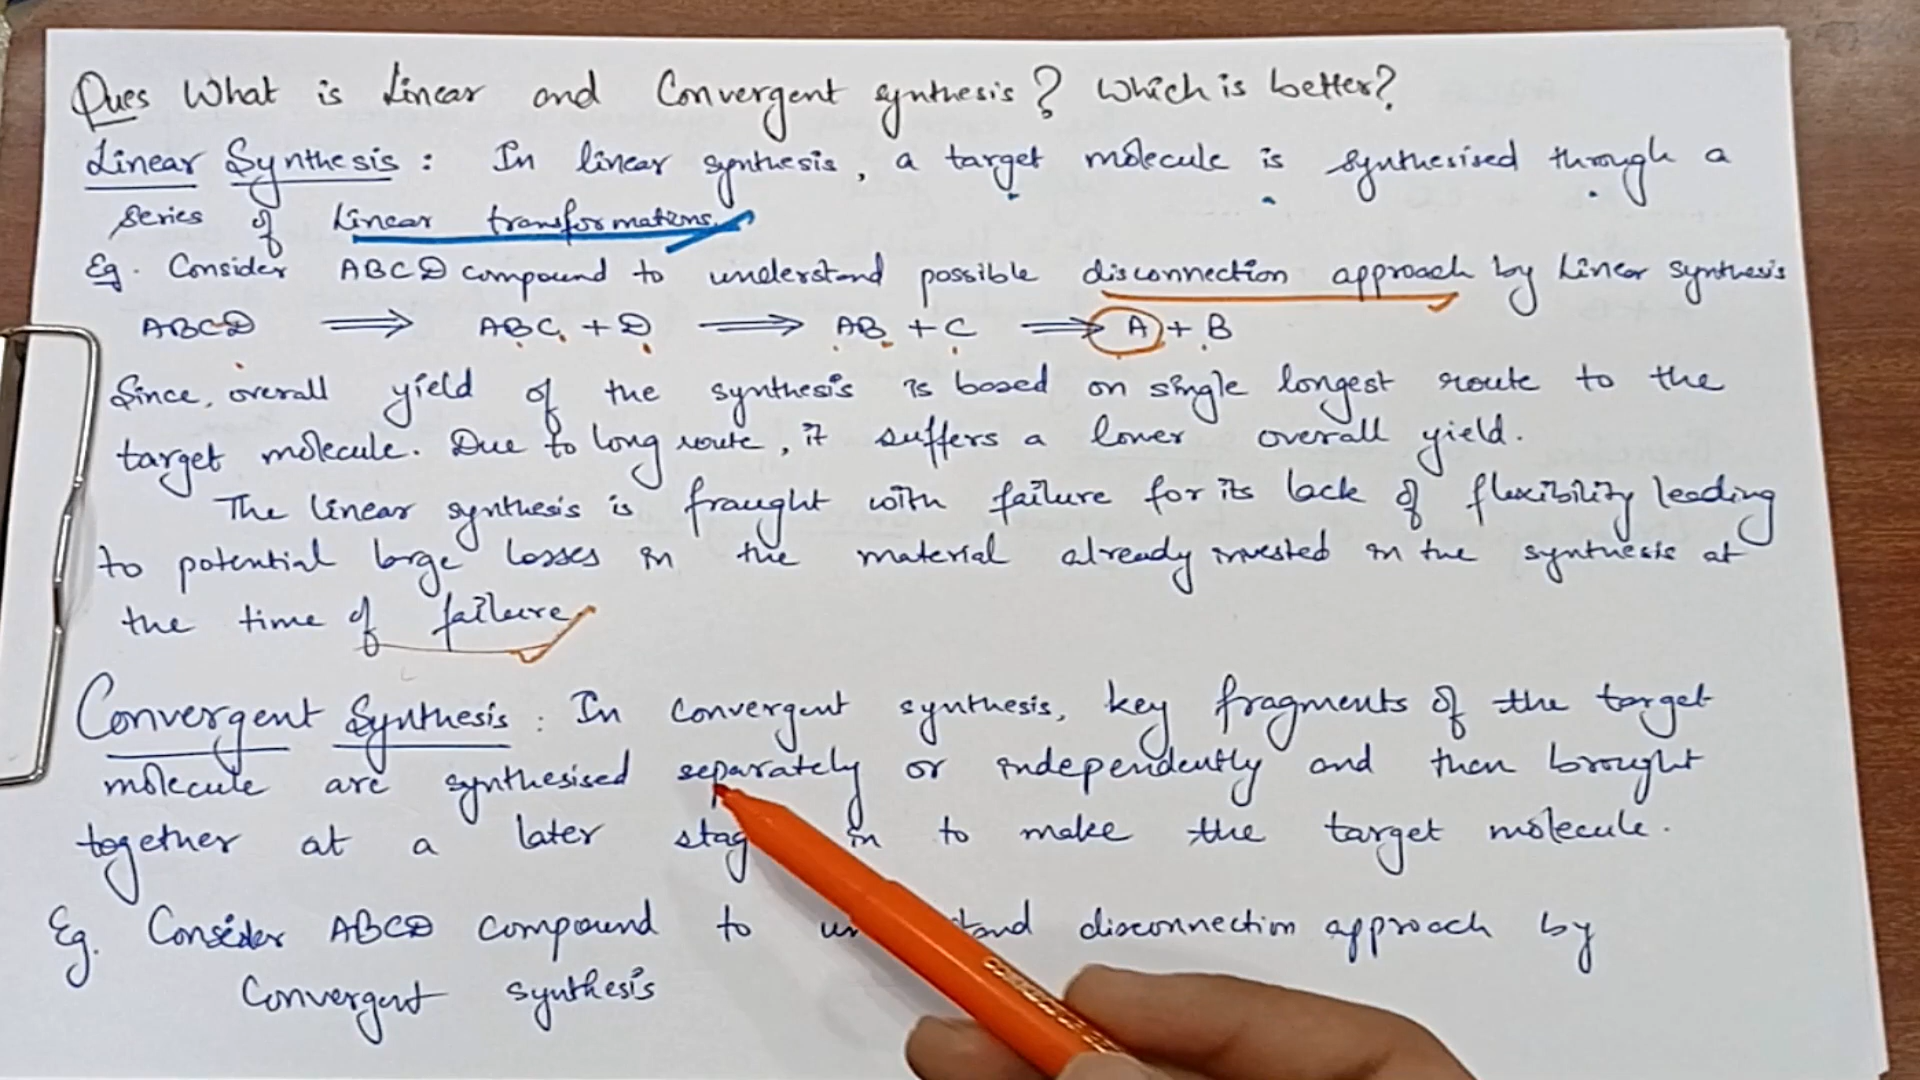 Ques What is Linear and Convergent synthesis? Which is better?
Linear Synthesis : In linear synthesis, a target molecule is synthesised through a
series of Linear transformations.
Eg. Consider ABCD compound to understand possible disconnection approach by Linear synthesis
ABCD ⟹ ABC + D ⟹ AB + C ⟹ A + B
Since, overall yield of the synthesis is based on single longest route to the
target molecule. Due to long route, it suffers a lower overall yield.
The linear synthesis is fraught with failure for its lack of flexibility leading
to potential large losses in the material already invested in the synthesis at
the time of failure
Convergent Synthesis : In convergent synthesis, key fragments of the target
molecule are synthesised separately or independently and then brought
together at a later stag in to make the target molecule.
Eg. Consider ABCD compound to disconnection approach by
Convergent synthesis